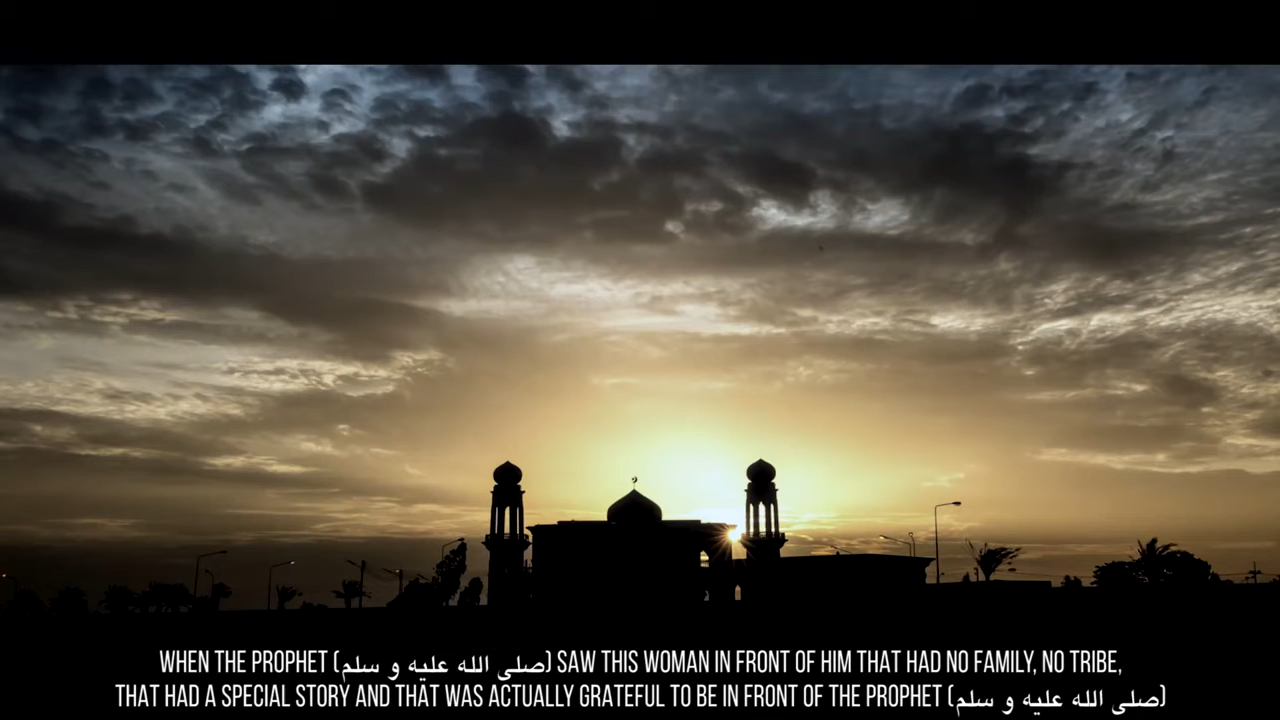 WHEN THE PROPHET (صلى الله عليه و سلم) SAW THIS WOMAN IN FRONT OF HIM THAT HAD NO FAMILY, NO TRIBE,
THAT HAD A SPECIAL STORY AND THAT WAS ACTUALLY GRATEFUL TO BE IN FRONT OF THE PROPHET (صلى الله عليه و سلم)